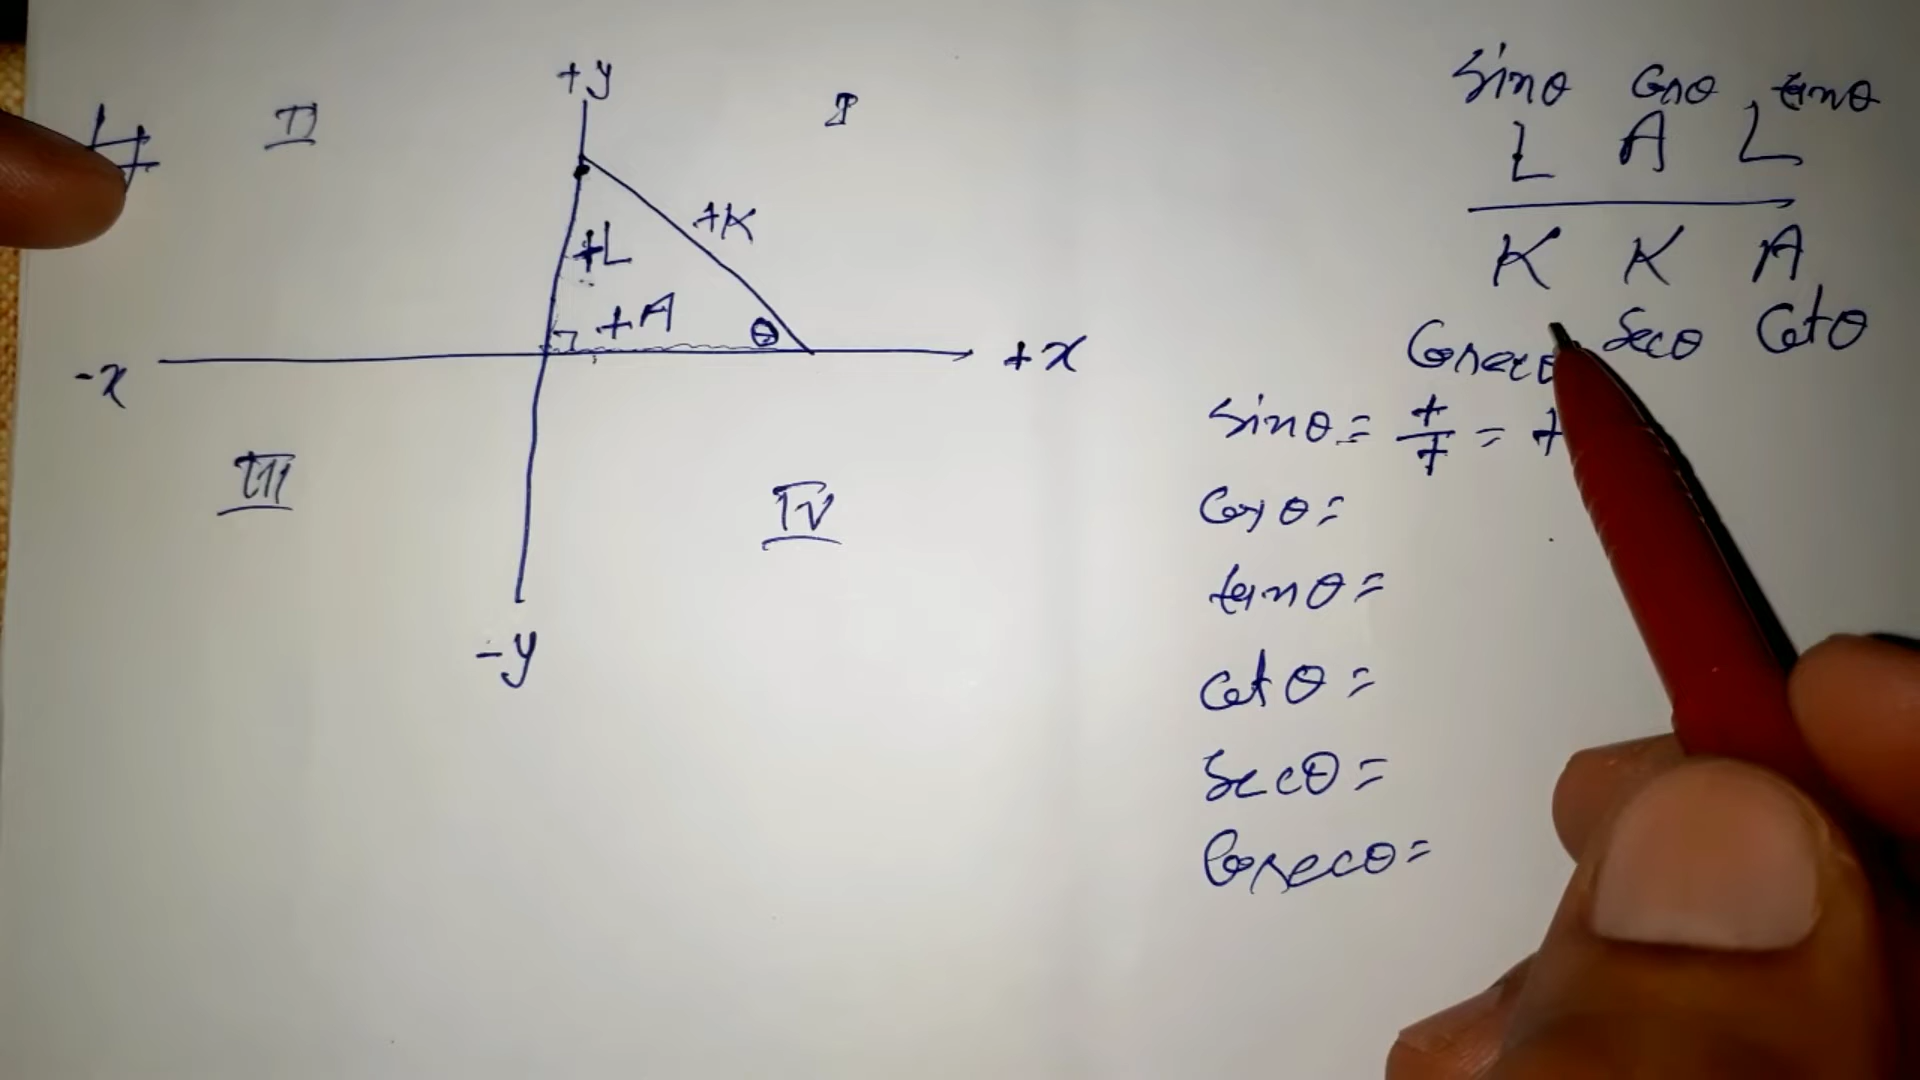 +y
II
I
+K
+L
+A
θ
-x
+x
III
IV
-y
sinθ cosθ tanθ
L A L
K K A
Cosecθ Secθ Cotθ
sinθ = +/+ = +
Cosθ =
tanθ =
Cotθ =
Secθ =
Cosecθ =